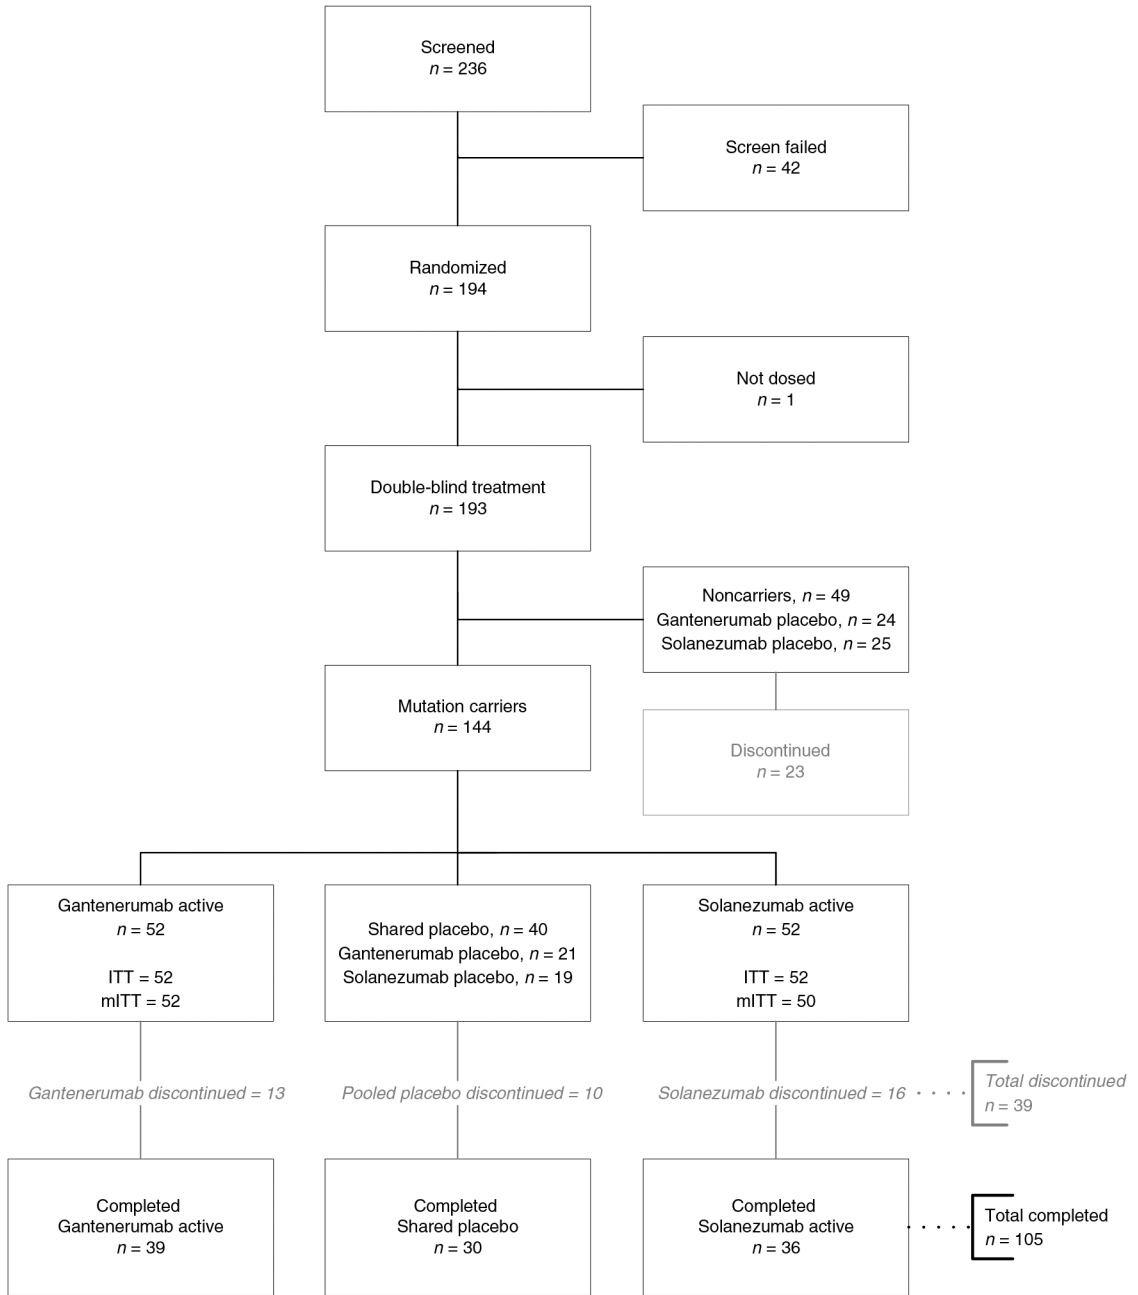 Screened
n = 236
Screen failed
n = 42
Randomized
n = 194
Not dosed
n = 1
Double-blind treatment
n = 193
Noncarriers, n = 49
Gantenerumab placebo, n = 24
Solanezumab placebo, n = 25
Mutation carriers
n = 144
Discontinued
n = 23
Gantenerumab active
n = 52
ITT = 52
mITT = 52
Shared placebo, n = 40
Gantenerumab placebo, n = 21
Solanezumab placebo, n = 19
Solanezumab active
n = 52
ITT = 52
mITT = 50
Gantenerumab discontinued = 13
Pooled placebo discontinued = 10
Solanezumab discontinued = 16
Total discontinued
n = 39
Completed
Gantenerumab active
n = 39
Completed
Shared placebo
n = 30
Completed
Solanezumab active
n = 36
Total completed
n = 105